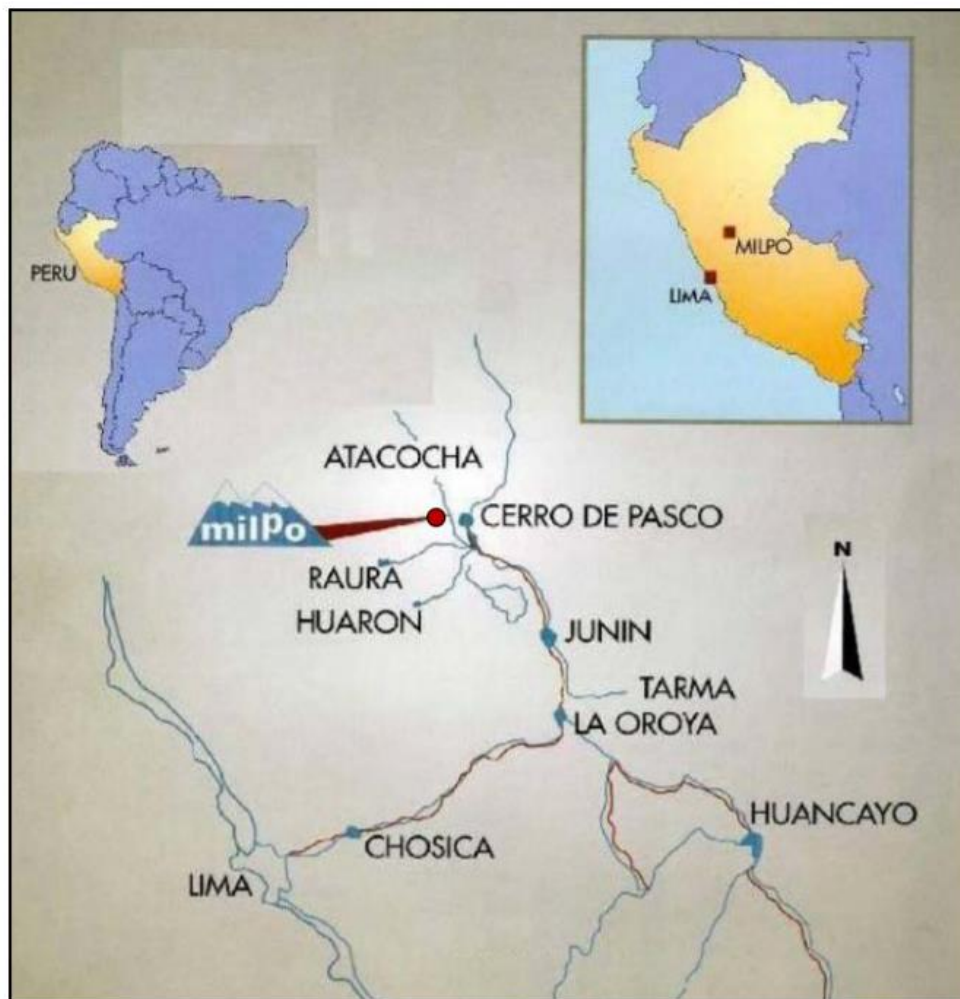 PERU
MILPO
LIMA
ATACOCHA
milpo
CERRO DE PASCO
RAURA
HUARON
JUNIN
N
TARMA
LA OROYA
HUANCAYO
CHOSICA
LIMA